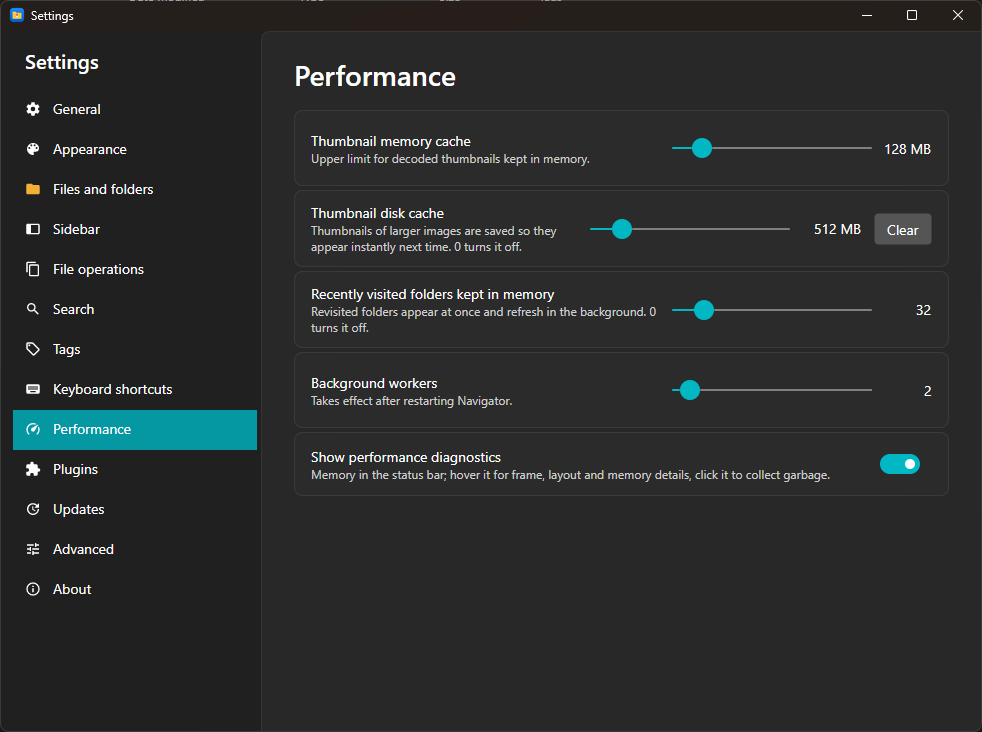 Settings
Settings
General
Appearance
Files and folders
Sidebar
File operations
Search
Tags
Keyboard shortcuts
Performance
Plugins
Updates
Advanced
About
Performance
Thumbnail memory cache
Upper limit for decoded thumbnails kept in memory.
128 MB
Thumbnail disk cache
Thumbnails of larger images are saved so they
appear instantly next time. 0 turns it off.
512 MB
Clear
Recently visited folders kept in memory
Revisited folders appear at once and refresh in the background. 0
turns it off.
32
Background workers
Takes effect after restarting Navigator.
2
Show performance diagnostics
Memory in the status bar; hover it for frame, layout and memory details, click it to collect garbage.